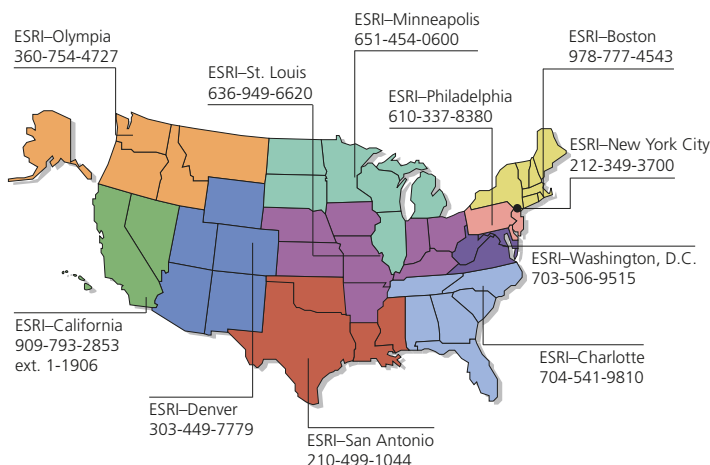 ESRI–Minneapolis
651-454-0600
ESRI–Olympia
360-754-4727
ESRI–Boston
978-777-4543
ESRI–St. Louis
636-949-6620
ESRI–Philadelphia
610-337-8380
ESRI–New York City
212-349-3700
ESRI–Washington, D.C.
703-506-9515
ESRI–California
909-793-2853
ext. 1-1906
ESRI–Charlotte
704-541-9810
ESRI–Denver
303-449-7779
ESRI–San Antonio
210-499-1044